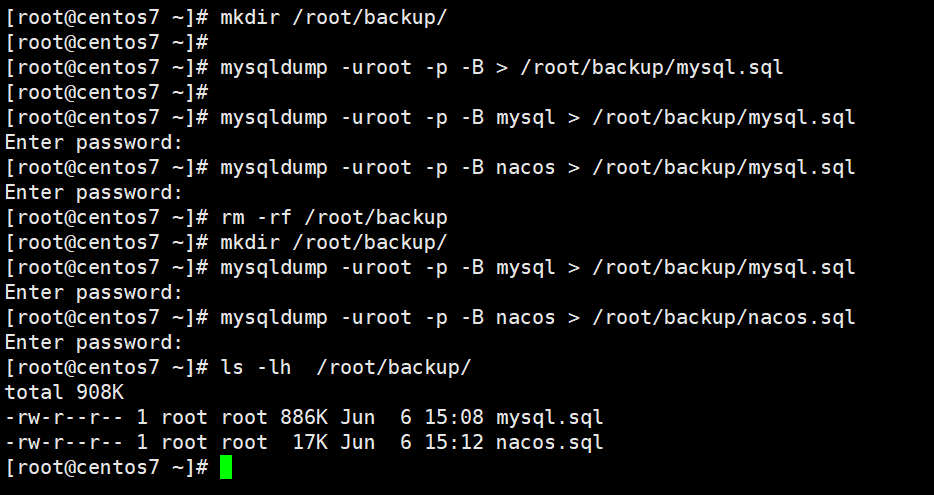 [root@centos7 ~]# mkdir /root/backup/
[root@centos7 ~]#
[root@centos7 ~]# mysqldump -uroot -p -B > /root/backup/mysql.sql
[root@centos7 ~]#
[root@centos7 ~]# mysqldump -uroot -p -B mysql > /root/backup/mysql.sql
Enter password:
[root@centos7 ~]# mysqldump -uroot -p -B nacos > /root/backup/mysql.sql
Enter password:
[root@centos7 ~]# rm -rf /root/backup
[root@centos7 ~]# mkdir /root/backup/
[root@centos7 ~]# mysqldump -uroot -p -B mysql > /root/backup/mysql.sql
Enter password:
[root@centos7 ~]# mysqldump -uroot -p -B nacos > /root/backup/nacos.sql
Enter password:
[root@centos7 ~]# ls -lh  /root/backup/
total 908K
-rw-r--r-- 1 root root 886K Jun  6 15:08 mysql.sql
-rw-r--r-- 1 root root  17K Jun  6 15:12 nacos.sql
[root@centos7 ~]#